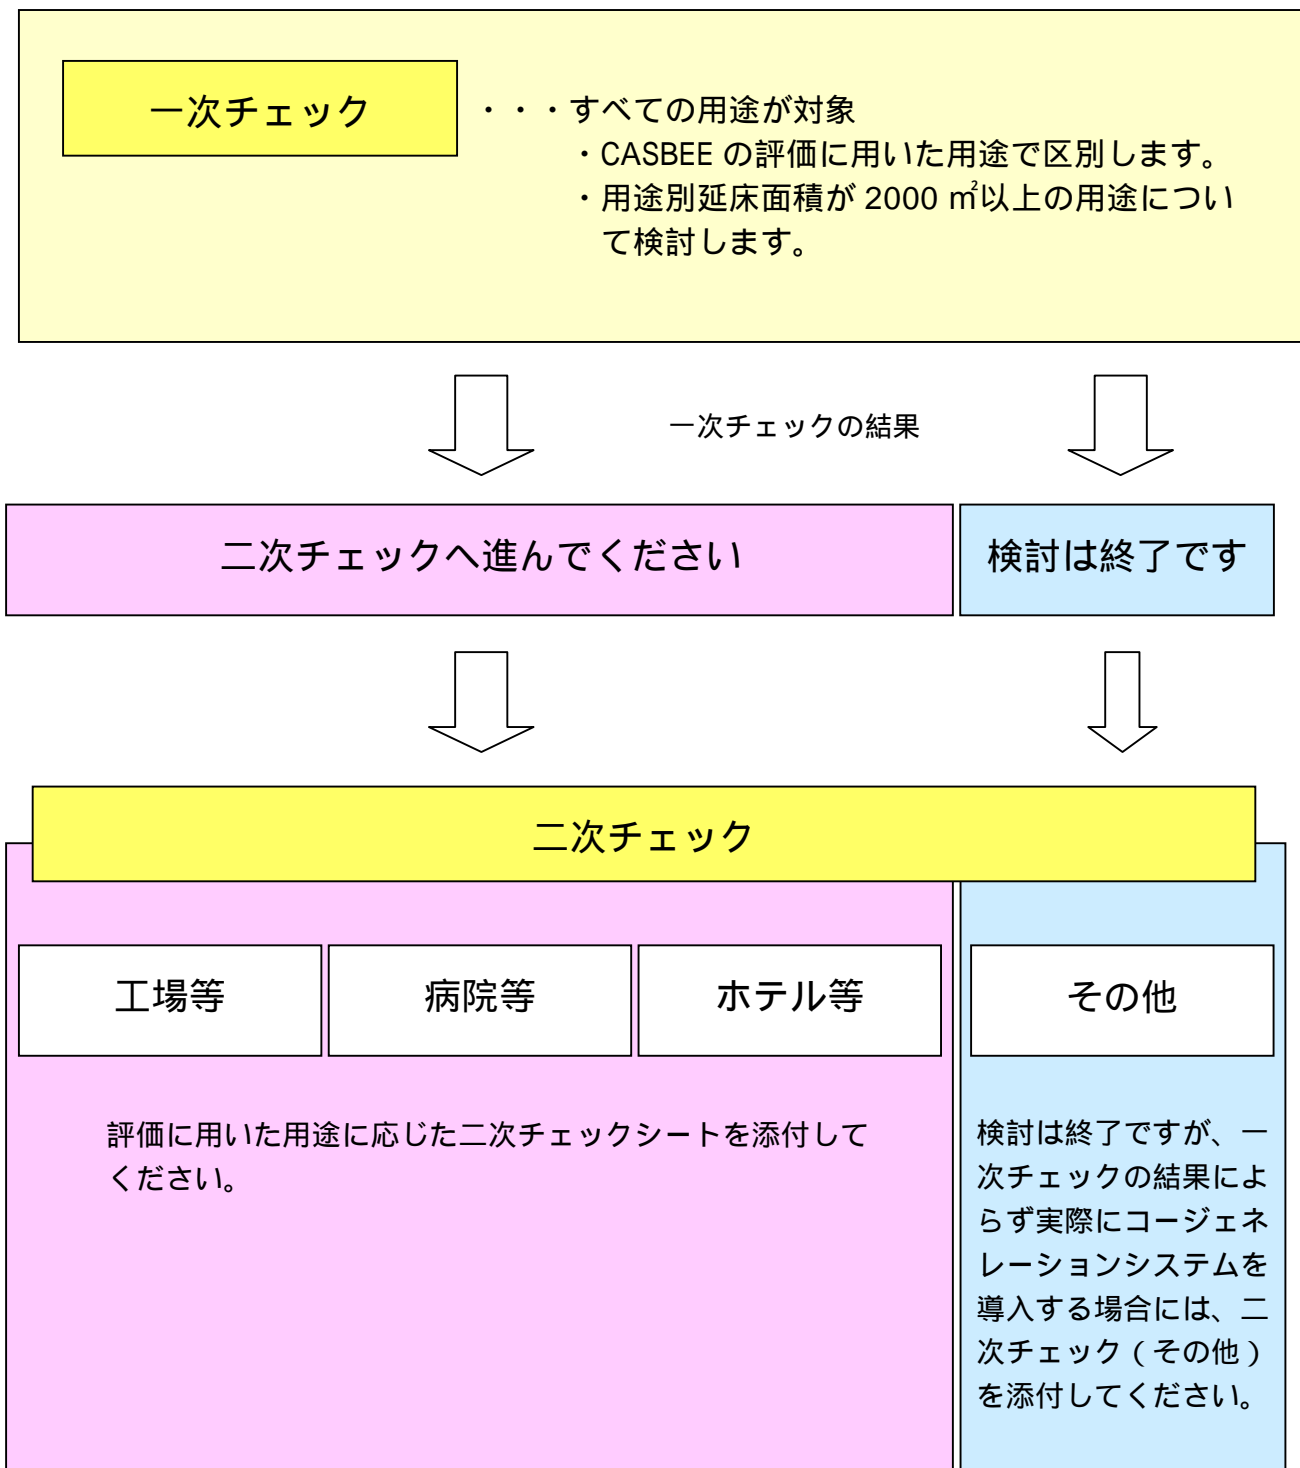 一次チェック
・・・すべての用途が対象
・CASBEE の評価に用いた用途で区別します。
・用途別延床面積が 2000 ㎡以上の用途につい
て検討します。
一次チェックの結果
二次チェックへ進んでください
検討は終了です
二次チェック
工場等
病院等
ホテル等
その他
評価に用いた用途に応じた二次チェックシートを添付して
ください。
検討は終了ですが、一
次チェックの結果によ
らず実際にコージェネ
レーションシステムを
導入する場合には、二
次チェック（その他）
を添付してください。